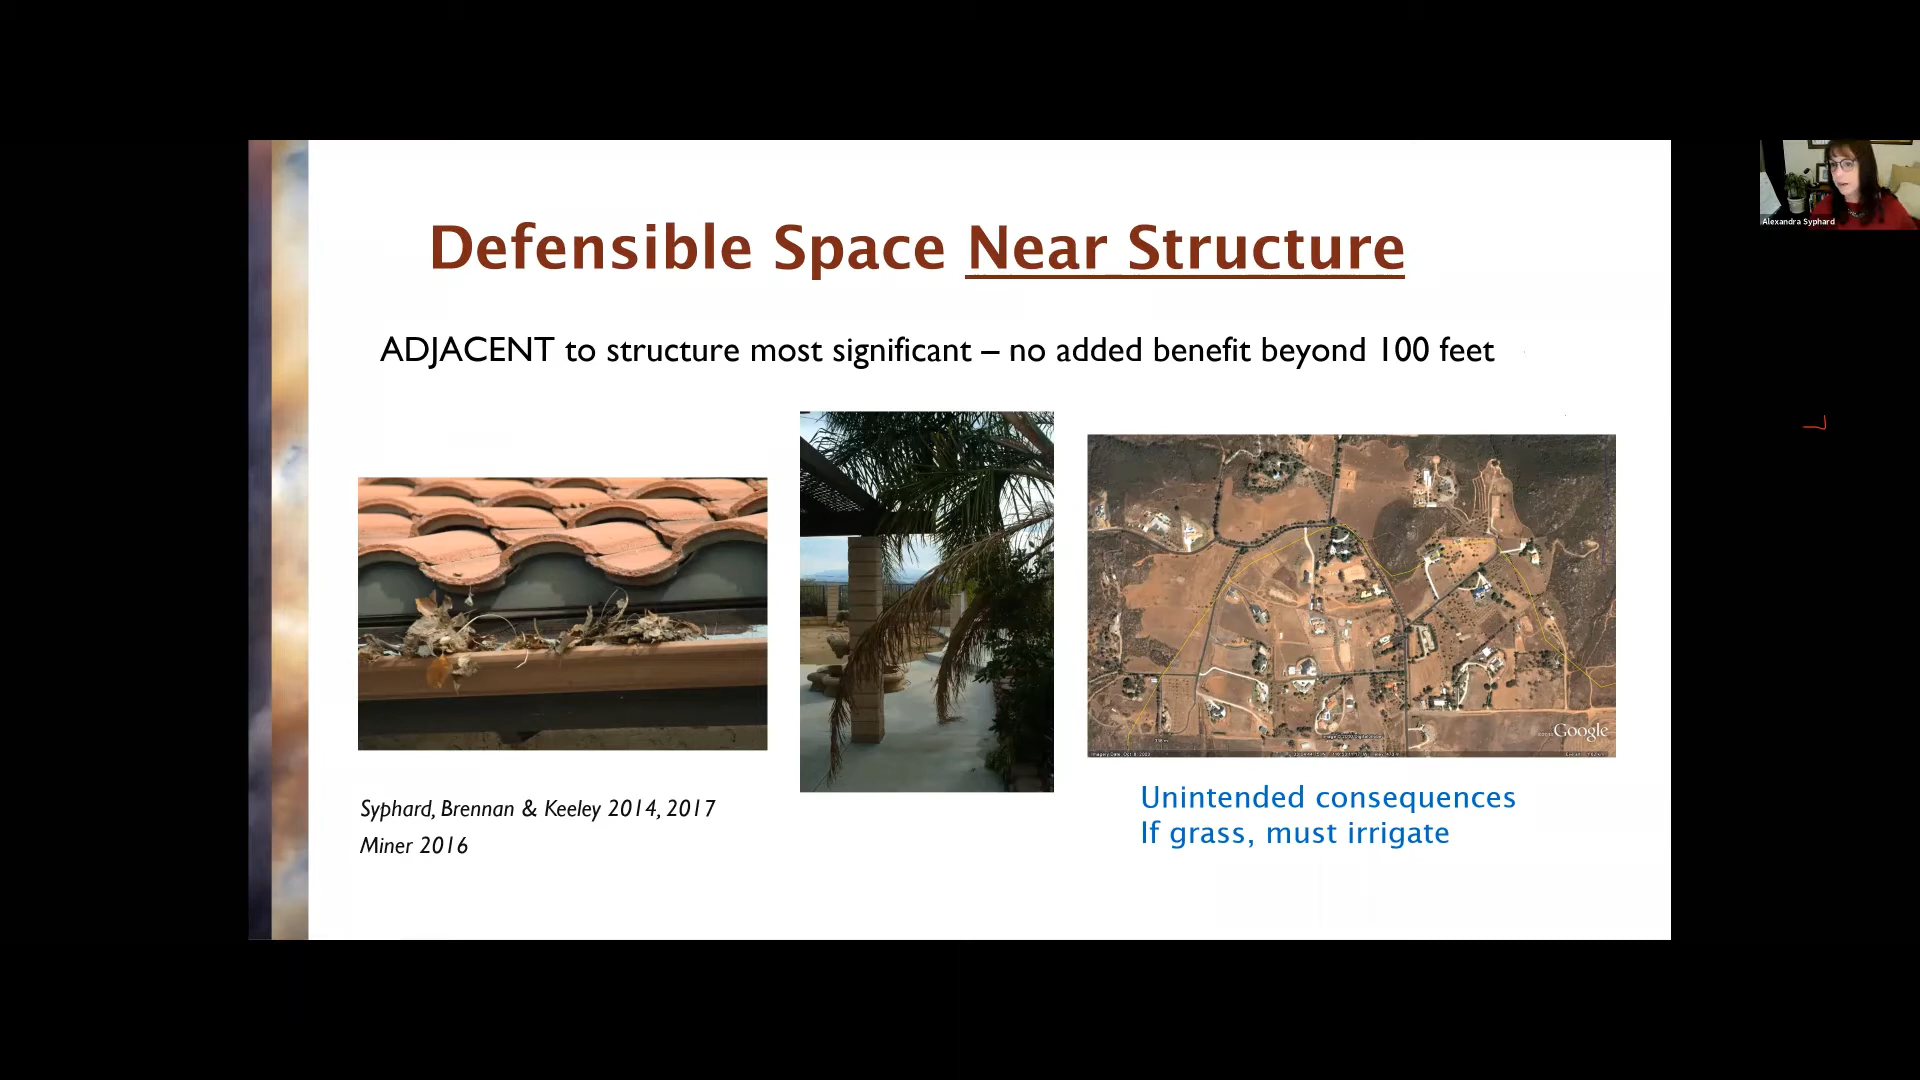 Defensible Space Near Structure
Alexandra Syphard
ADJACENT to structure most significant – no added benefit beyond 100 feet
Google
Syphard, Brennan & Keeley 2014, 2017
Miner 2016
Unintended consequences
If grass, must irrigate